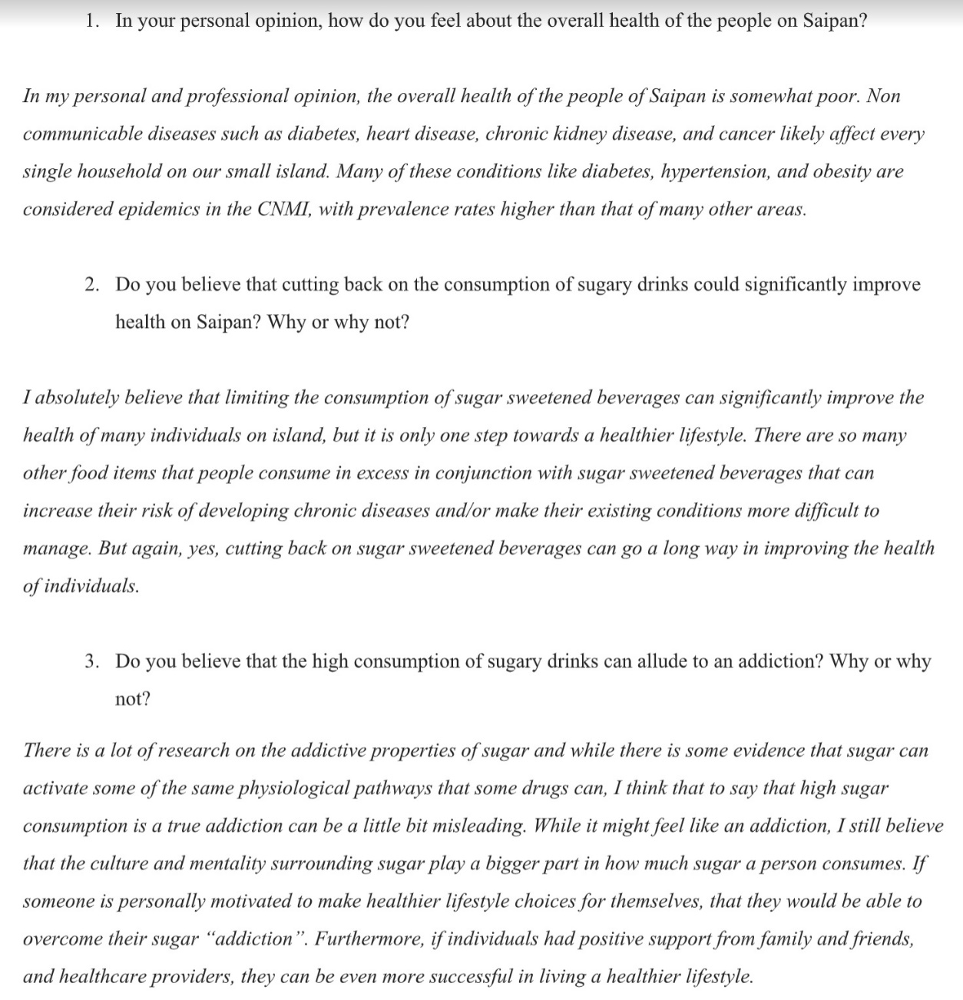 1. In your personal opinion, how do you feel about the overall health of the people on Saipan?
In my personal and professional opinion, the overall health of the people of Saipan is somewhat poor. Non
communicable diseases such as diabetes, heart disease, chronic kidney disease, and cancer likely affect every
single household on our small island. Many of these conditions like diabetes, hypertension, and obesity are
considered epidemics in the CNMI, with prevalence rates higher than that of many other areas.
2. Do you believe that cutting back on the consumption of sugary drinks could significantly improve
health on Saipan? Why or why not?
I absolutely believe that limiting the consumption of sugar sweetened beverages can significantly improve the
health of many individuals on island, but it is only one step towards a healthier lifestyle. There are so many
other food items that people consume in excess in conjunction with sugar sweetened beverages that can
increase their risk of developing chronic diseases and/or make their existing conditions more difficult to
manage. But again, yes, cutting back on sugar sweetened beverages can go a long way in improving the health
of individuals.
3. Do you believe that the high consumption of sugary drinks can allude to an addiction? Why or why
not?
There is a lot of research on the addictive properties of sugar and while there is some evidence that sugar can
activate some of the same physiological pathways that some drugs can, I think that to say that high sugar
consumption is a true addiction can be a little bit misleading. While it might feel like an addiction, I still believe
that the culture and mentality surrounding sugar play a bigger part in how much sugar a person consumes. If
someone is personally motivated to make healthier lifestyle choices for themselves, that they would be able to
overcome their sugar “addiction”. Furthermore, if individuals had positive support from family and friends,
and healthcare providers, they can be even more successful in living a healthier lifestyle.